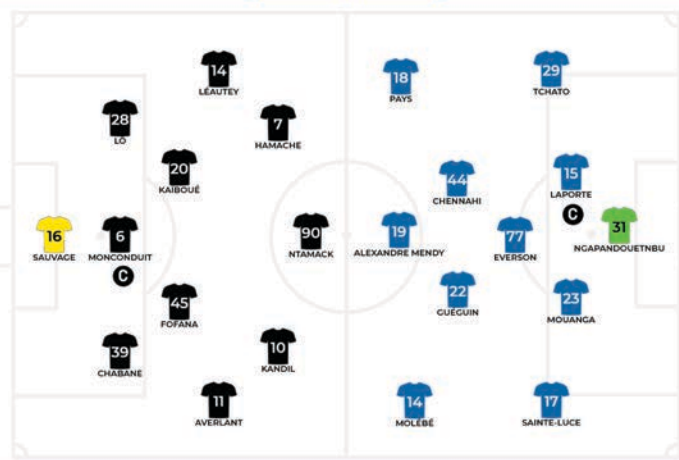 14
LÉAUTEY
28
LÔ
7
HAMACHE
20
KAIBOUÉ
16
SAUVAGE
6
MONCONDUIT
C
90
NTAMACK
45
FOFANA
39
CHABANE
10
KANDIL
11
AVERLANT
18
PAYS
29
TCHATO
44
CHENNAHI
15
LAPORTE
C
19
ALEXANDRE MENDY
77
EVERSON
31
NGAPANDOUETNBU
22
GUÉGUIN
23
MOUANGA
14
MOLÉBÉ
17
SAINTE-LUCE